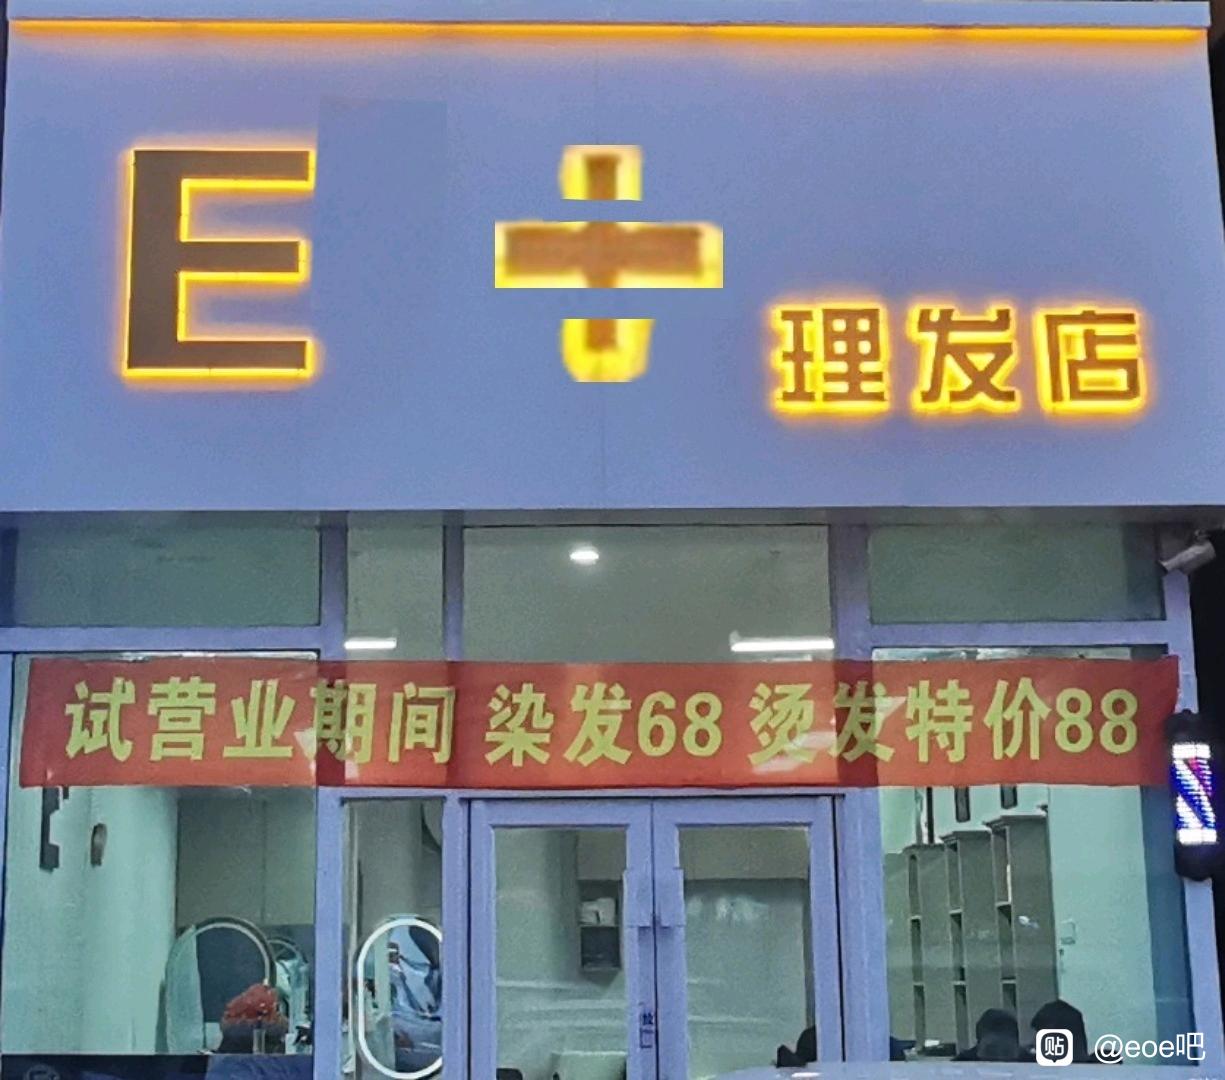 E+ 理发店
试营业期间 染发68 烫发特价88
贴 @eoe吧